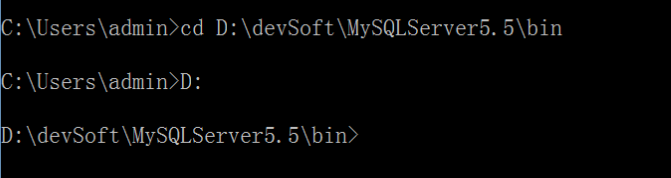 C:\Users\admin>cd D:\devSoft\MySQLServer5.5\bin
C:\Users\admin>D:
D:\devSoft\MySQLServer5.5\bin>